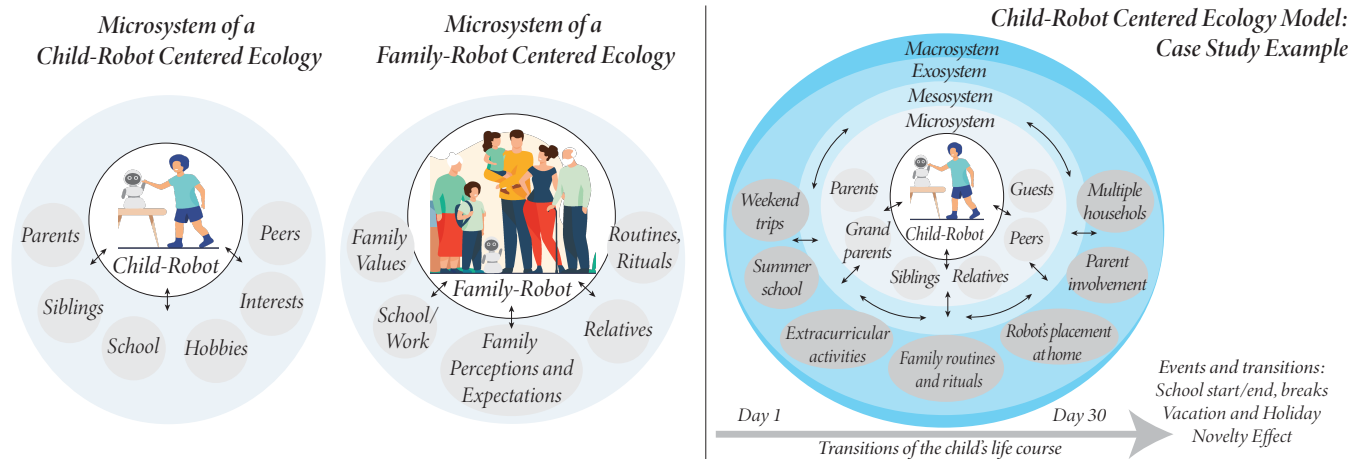 Microsystem of a
Child-Robot Centered Ecology
Parents
Siblings
School
Hobbies
Interests
Peers
Child-Robot
Microsystem of a
Family-Robot Centered Ecology
Family
Values
School/
Work
Family
Perceptions and
Expectations
Relatives
Routines,
Rituals
Family-Robot
Child-Robot Centered Ecology Model:
Case Study Example
Macrosystem
Exosystem
Mesosystem
Microsystem
Child-Robot
Parents
Grand
parents
Siblings
Relatives
Peers
Guests
Weekend
trips
Summer
school
Extracurricular
activities
Family routines
and rituals
Robot's placement
at home
Parent
involvement
Multiple
househols
Day 1
Day 30
Transitions of the child's life course
Events and transitions:
School start/end, breaks
Vacation and Holiday
Novelty Effect